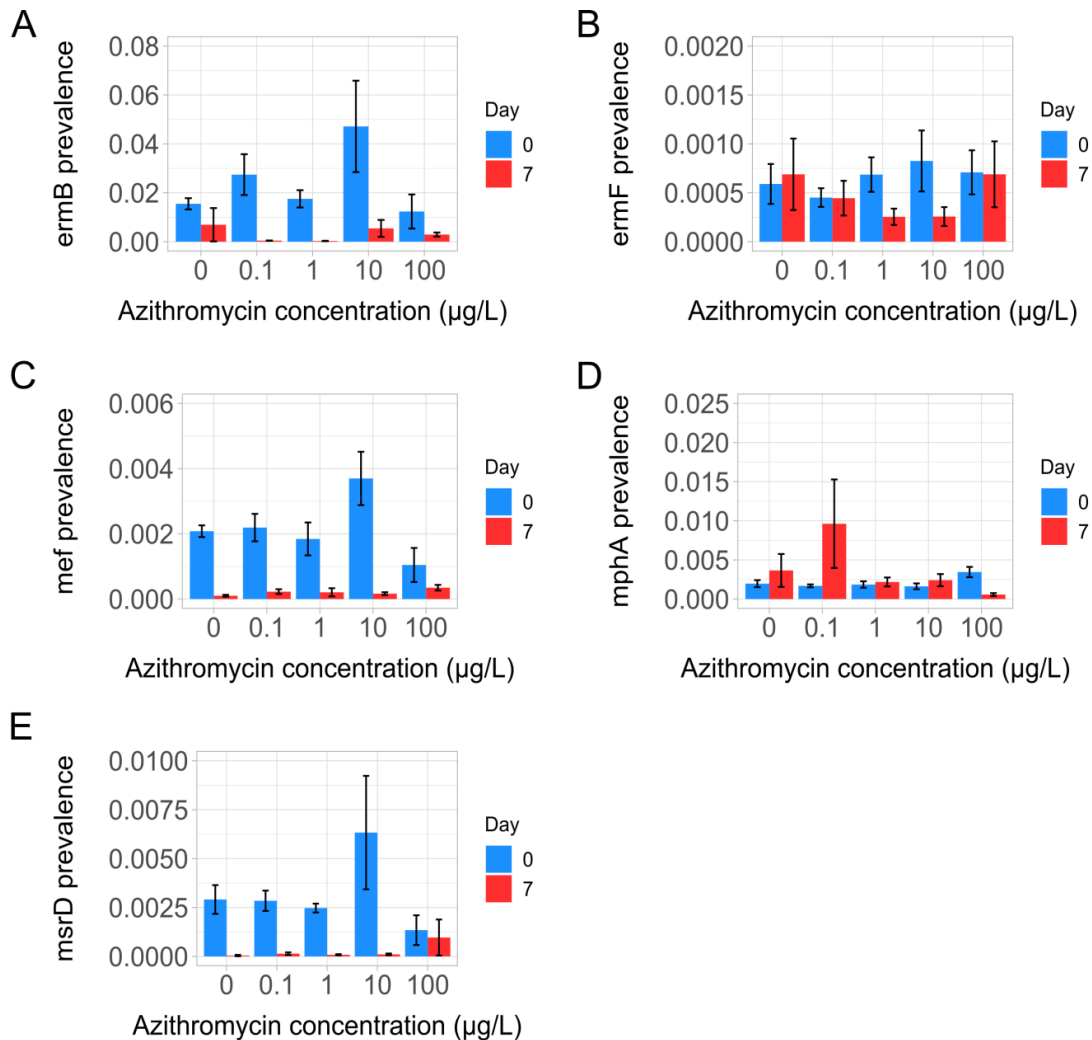 A
ermB prevalence
0.08
0.06
0.04
0.02
0.00
0 0.1 1 10 100
Azithromycin concentration (µg/L)
Day
0
7
B
ermF prevalence
0.0020
0.0015
0.0010
0.0005
0.0000
0 0.1 1 10 100
Azithromycin concentration (µg/L)
Day
0
7
C
mef prevalence
0.006
0.004
0.002
0.000
0 0.1 1 10 100
Azithromycin concentration (µg/L)
Day
0
7
D
mphA prevalence
0.025
0.020
0.015
0.010
0.005
0.000
0 0.1 1 10 100
Azithromycin concentration (µg/L)
Day
0
7
E
msrD prevalence
0.0100
0.0075
0.0050
0.0025
0.0000
0 0.1 1 10 100
Azithromycin concentration (µg/L)
Day
0
7